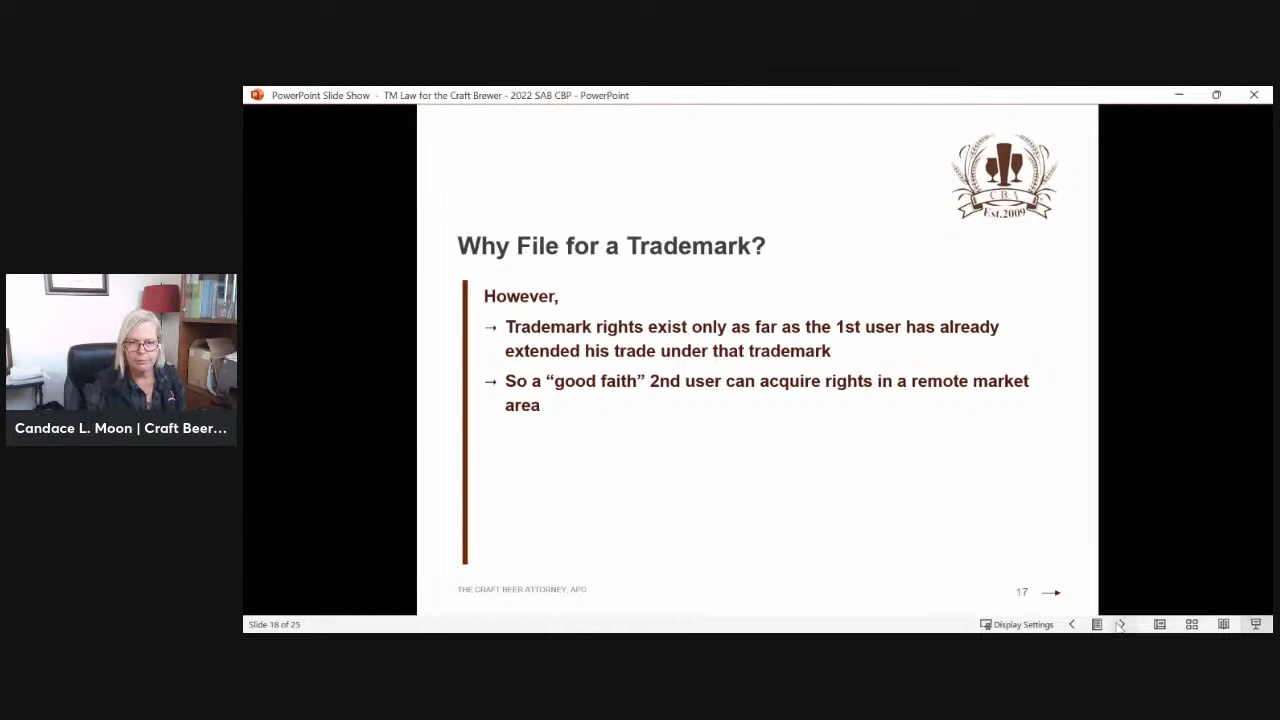 PowerPoint Slide Show - TM Law for the Craft Brewer - 2022 SAB CBP - PowerPoint
C.B.A
Est.2009
Why File for a Trademark?
However,
→ Trademark rights exist only as far as the 1st user has already
extended his trade under that trademark
→ So a “good faith” 2nd user can acquire rights in a remote market
area
Candace L. Moon | Craft Beer...
THE CRAFT BEER ATTORNEY, APC
17
Slide 18 of 25
Display Settings